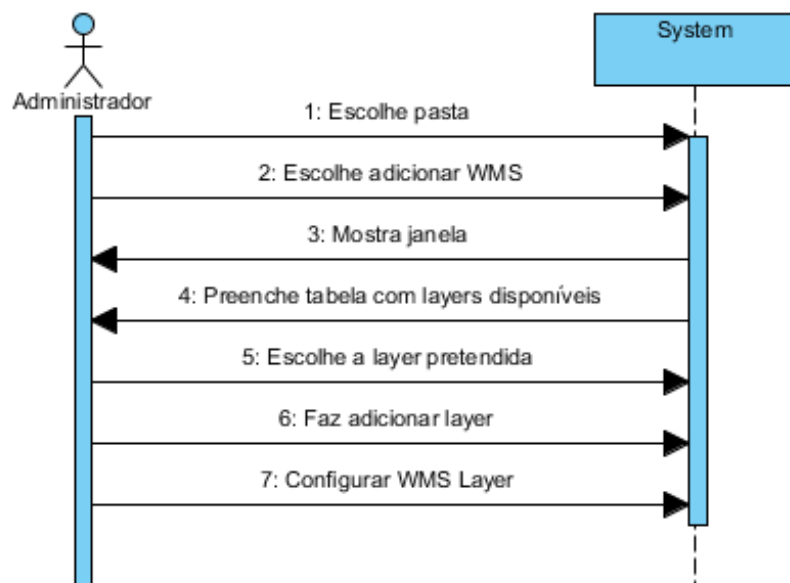 System
Administrador
1: Escolhe pasta
2: Escolhe adicionar WMS
3: Mostra janela
4: Preenche tabela com layers disponíveis
5: Escolhe a layer pretendida
6: Faz adicionar layer
7: Configurar WMS Layer